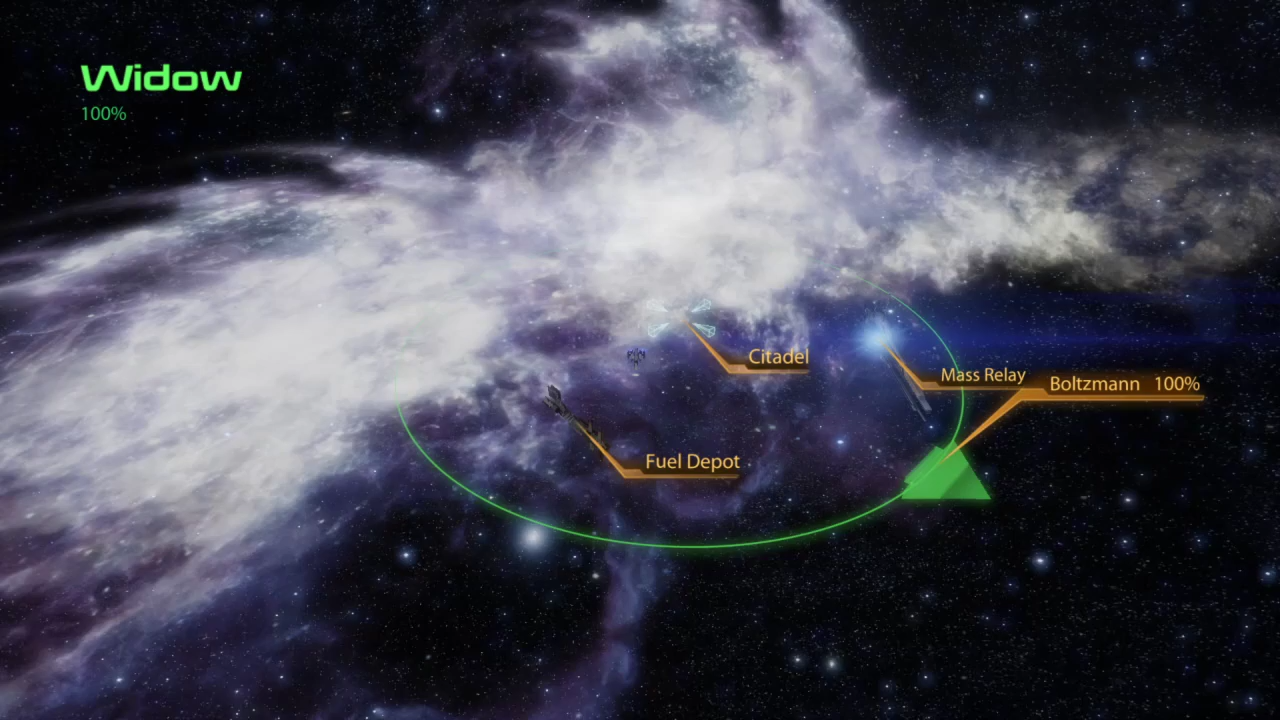 Widow
100%
Citadel
Mass Relay
Boltzmann 100%
Fuel Depot